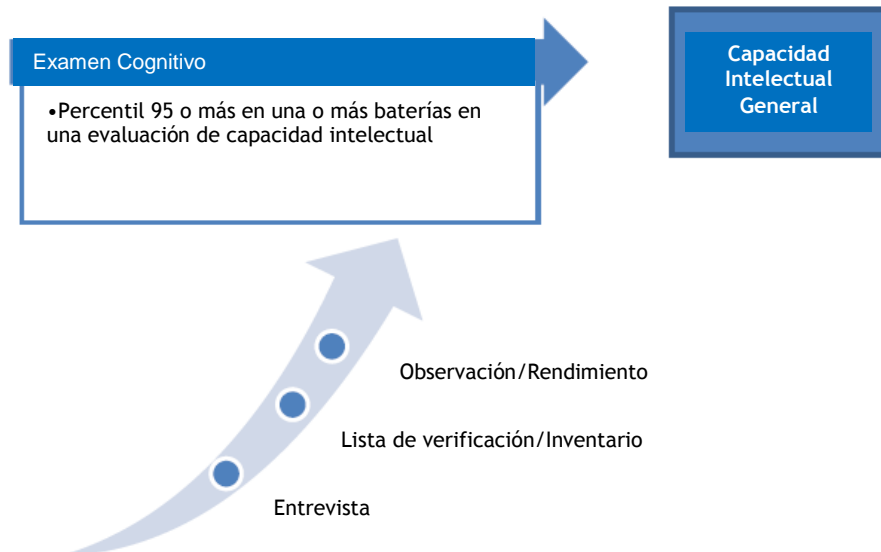 Examen Cognitivo
•Percentil 95 o más en una o más baterías en
una evaluación de capacidad intelectual
Capacidad
Intelectual
General
Observación/Rendimiento
Lista de verificación/Inventario
Entrevista